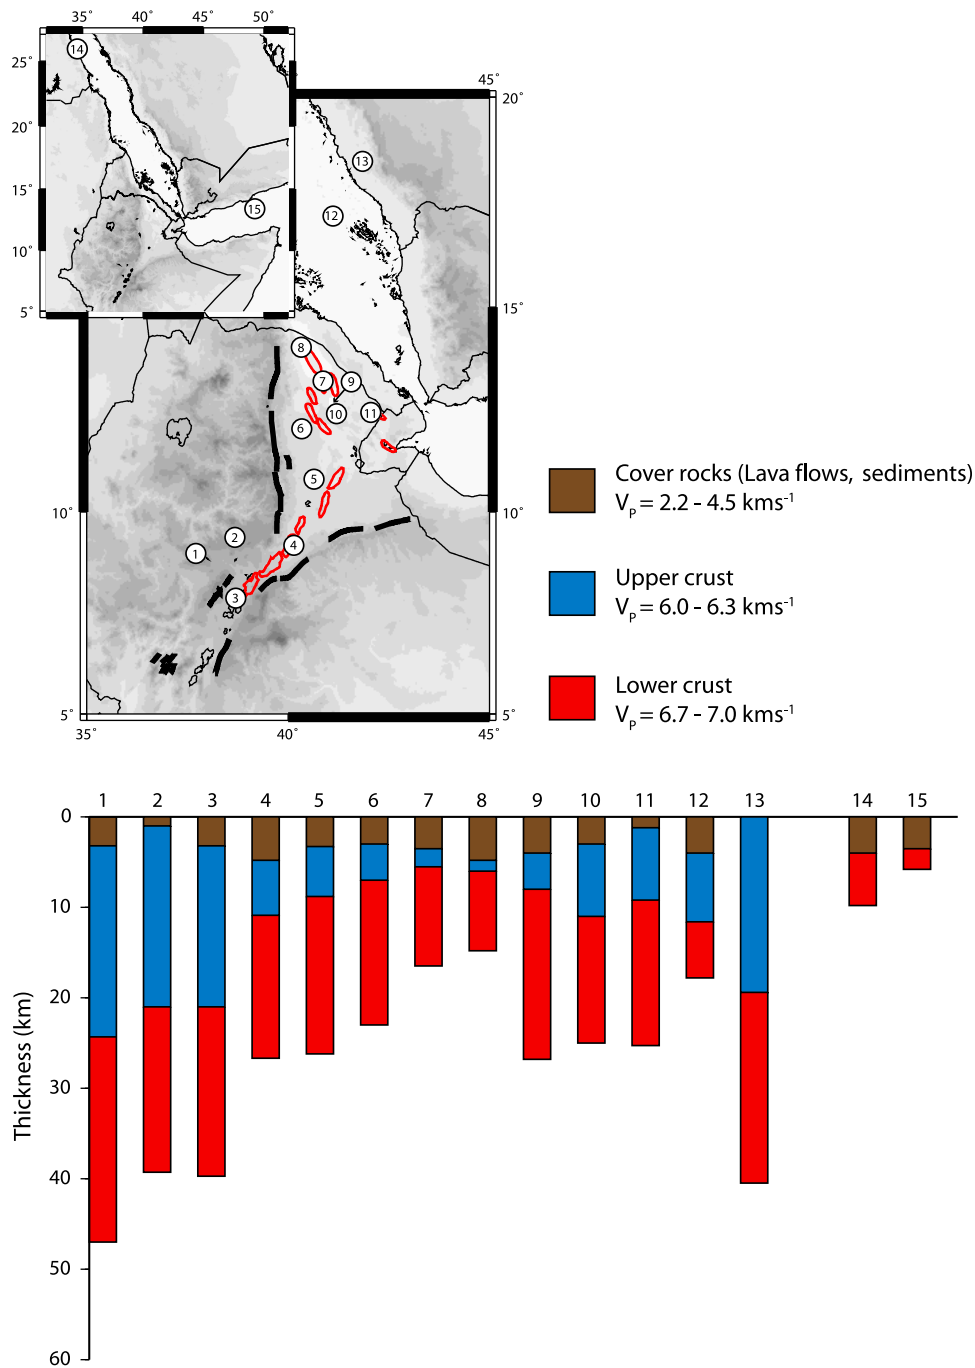 35° 40° 45° 50°
14
25°
20°
15°
15
10°
5°
45°
20°
13
12
15°
8
7 9
10 11
6
5
10° 10°
2
1 4
3
5° 5°
35° 40° 45°
Cover rocks (Lava flows, sediments)
Vₚ = 2.2 - 4.5 kms⁻¹
Upper crust
Vₚ = 6.0 - 6.3 kms⁻¹
Lower crust
Vₚ = 6.7 - 7.0 kms⁻¹
1 2 3 4 5 6 7 8 9 10 11 12 13 14 15
0
10
20
30
40
50
60
Thickness (km)